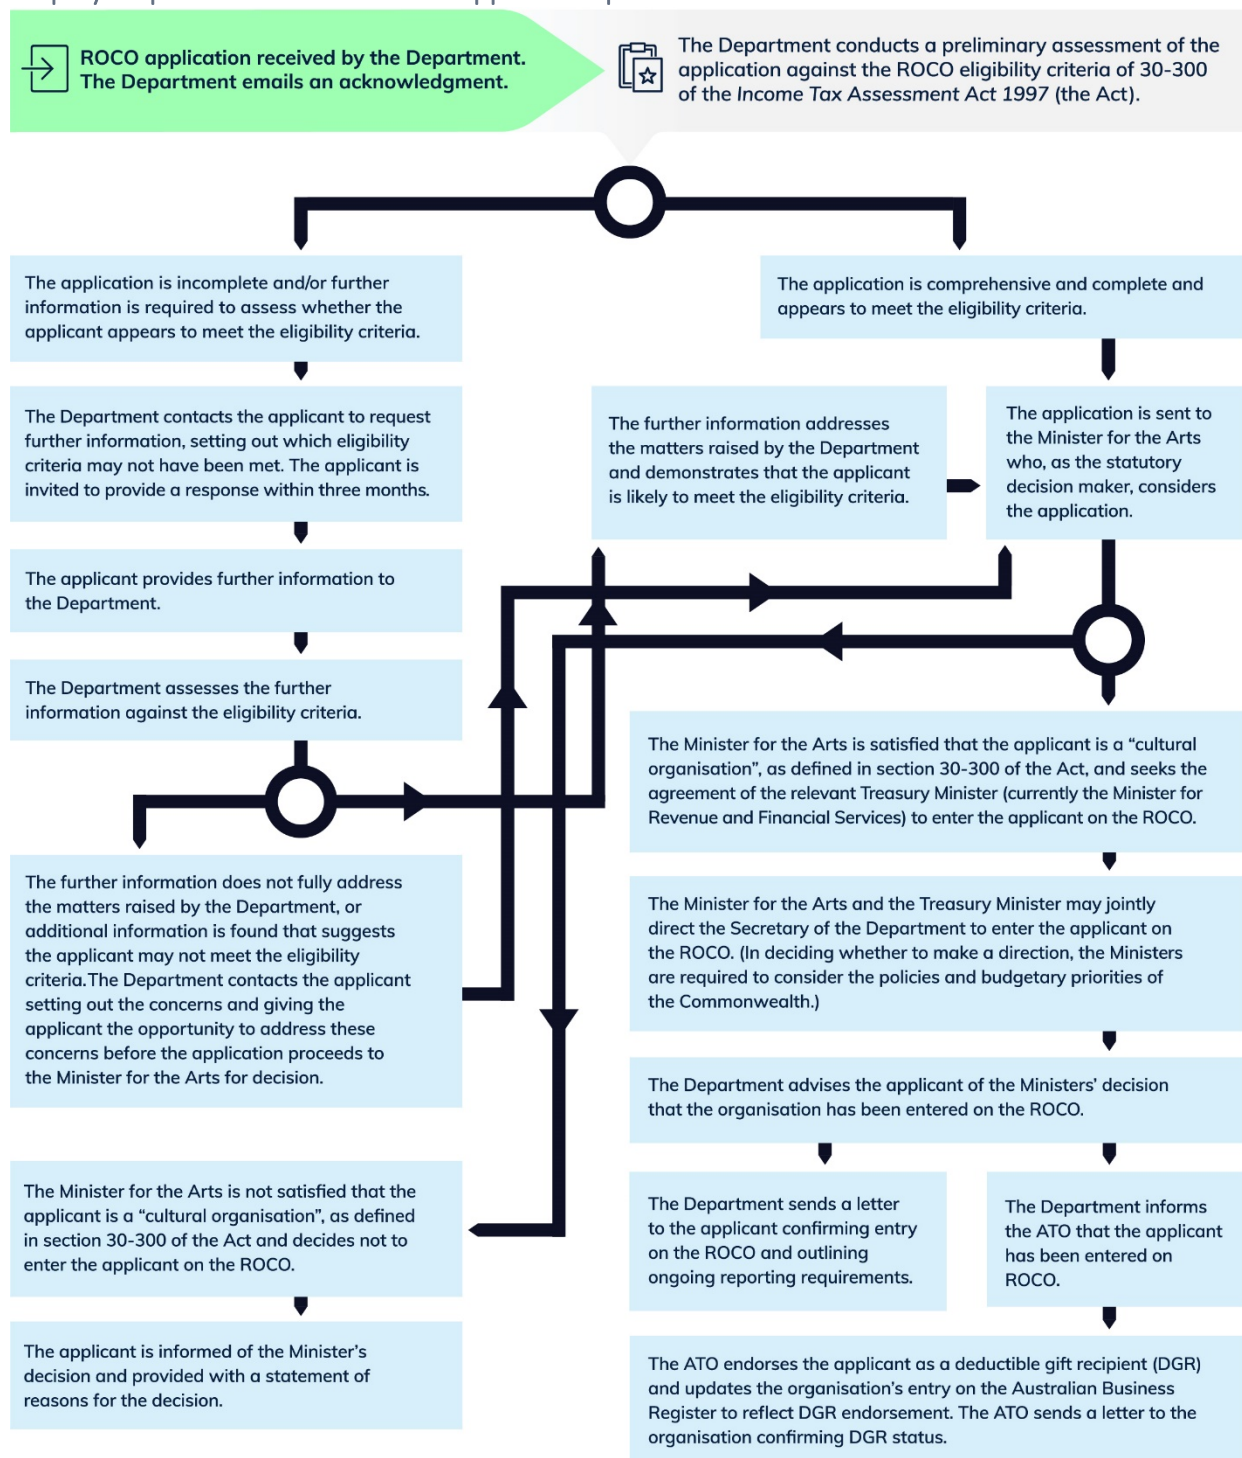 ROCO application received by the Department.
The Department emails an acknowledgment.
The Department conducts a preliminary assessment of the
application against the ROCO eligibility criteria of 30-300
of the Income Tax Assessment Act 1997 (the Act).
The application is incomplete and/or further
information is required to assess whether the
applicant appears to meet the eligibility criteria.
The application is comprehensive and complete and
appears to meet the eligibility criteria.
The Department contacts the applicant to request
further information, setting out which eligibility
criteria may not have been met. The applicant is
invited to provide a response within three months.
The further information addresses
the matters raised by the Department
and demonstrates that the applicant
is likely to meet the eligibility criteria.
The application is sent to
the Minister for the Arts
who, as the statutory
decision maker, considers
the application.
The applicant provides further information to
the Department.
The Department assesses the further
information against the eligibility criteria.
The Minister for the Arts is satisfied that the applicant is a “cultural
organisation”, as defined in section 30-300 of the Act, and seeks the
agreement of the relevant Treasury Minister (currently the Minister for
Revenue and Financial Services) to enter the applicant on the ROCO.
The further information does not fully address
the matters raised by the Department, or
additional information is found that suggests
the applicant may not meet the eligibility
criteria.The Department contacts the applicant
setting out the concerns and giving the
applicant the opportunity to address these
concerns before the application proceeds to
the Minister for the Arts for decision.
The Minister for the Arts and the Treasury Minister may jointly
direct the Secretary of the Department to enter the applicant on
the ROCO. (In deciding whether to make a direction, the Ministers
are required to consider the policies and budgetary priorities of
the Commonwealth.)
The Department advises the applicant of the Ministers’ decision
that the organisation has been entered on the ROCO.
The Minister for the Arts is not satisfied that the
applicant is a “cultural organisation”, as defined
in section 30-300 of the Act and decides not to
enter the applicant on the ROCO.
The Department sends a letter
to the applicant confirming entry
on the ROCO and outlining
ongoing reporting requirements.
The Department informs
the ATO that the applicant
has been entered on
ROCO.
The applicant is informed of the Minister’s
decision and provided with a statement of
reasons for the decision.
The ATO endorses the applicant as a deductible gift recipient (DGR)
and updates the organisation’s entry on the Australian Business
Register to reflect DGR endorsement. The ATO sends a letter to the
organisation confirming DGR status.